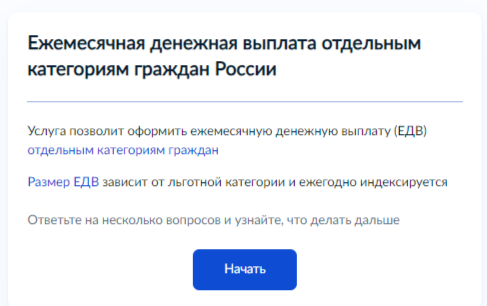 Ежемесячная денежная выплата отдельным
категориям граждан России
Услуга позволит оформить ежемесячную денежную выплату (ЕДВ)
отдельным категориям граждан
Размер ЕДВ зависит от льготной категории и ежегодно индексируется
Ответьте на несколько вопросов и узнайте, что делать дальше
Начать